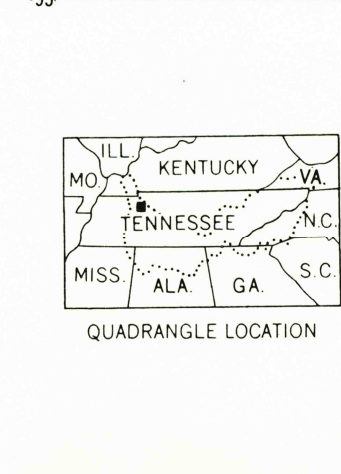 ILL.
KENTUCKY
MO.
VA.
TENNESSEE
N.C.
MISS.
ALA.
GA.
S.C.
QUADRANGLE LOCATION